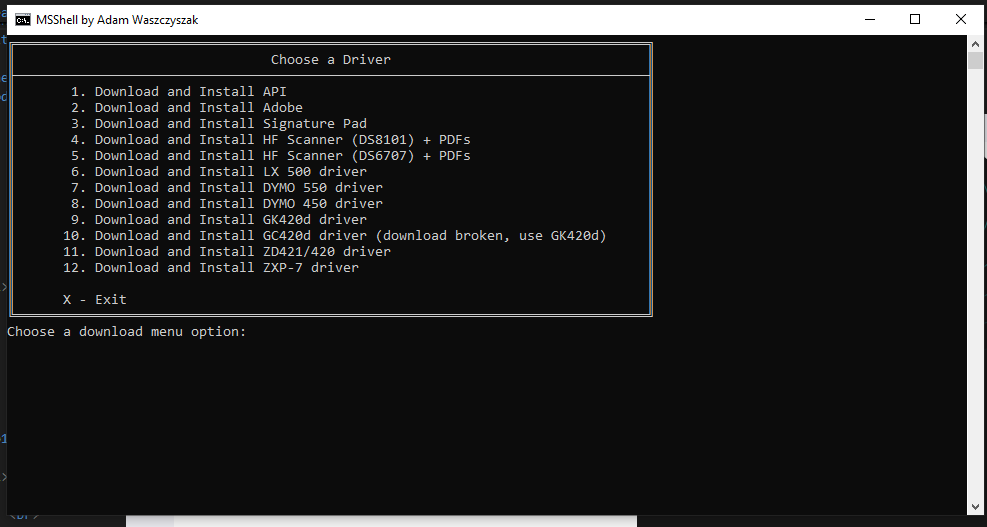 MSShell by Adam Waszczyszak
Choose a Driver
1. Download and Install API
2. Download and Install Adobe
3. Download and Install Signature Pad
4. Download and Install HF Scanner (DS8101) + PDFs
5. Download and Install HF Scanner (DS6707) + PDFs
6. Download and Install LX 500 driver
7. Download and Install DYMO 550 driver
8. Download and Install DYMO 450 driver
9. Download and Install GK420d driver
10. Download and Install GC420d driver (download broken, use GK420d)
11. Download and Install ZD421/420 driver
12. Download and Install ZXP-7 driver
X - Exit
Choose a download menu option: